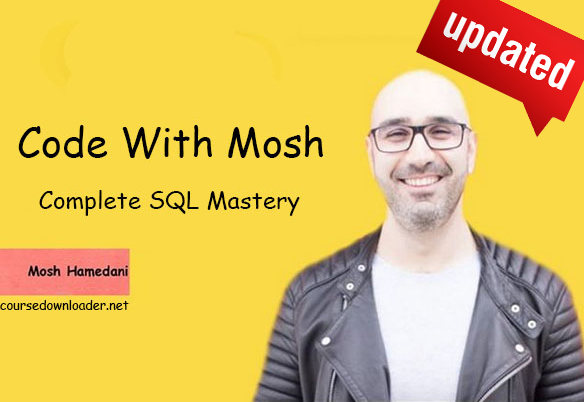 updated
Code With Mosh
Complete SQL Mastery
Mosh Hamedani
coursedownloader.net